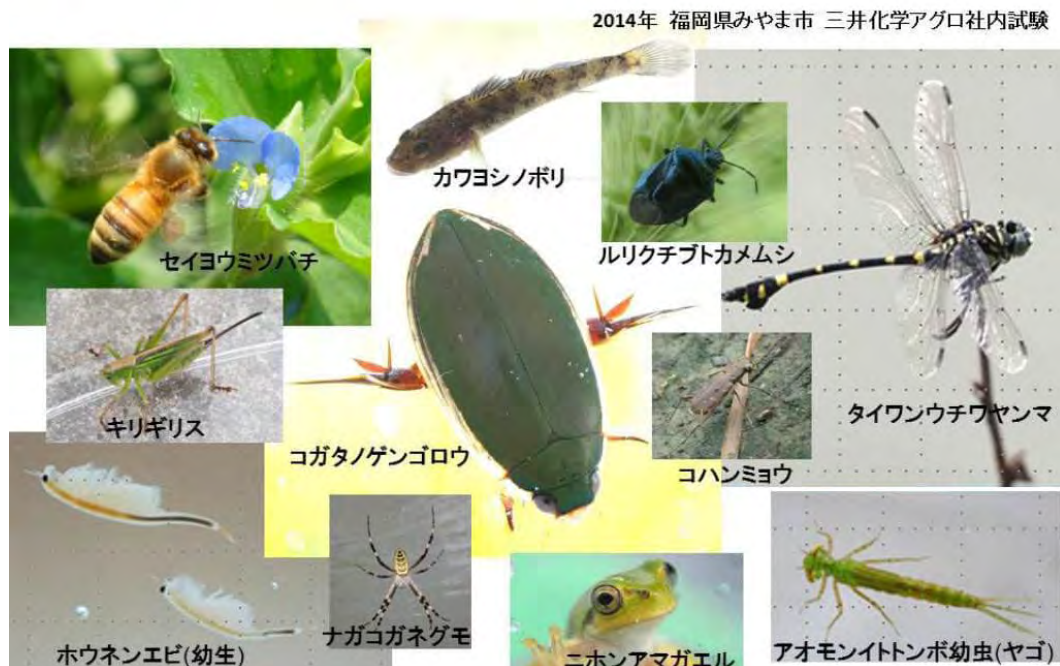 2014年 福岡県みやま市 三井化学アグロ社内試験
セイヨウミツバチ
カワヨシノボリ
ルリクチブトカメムシ
キリギリス
コガタノゲンゴロウ
コハンミョウ
タイワンウチワヤンマ
ホウネンエビ(幼生)
ナガコガネグモ
ニホンアマガエル
アオモンイトトンボ幼虫(ヤゴ)